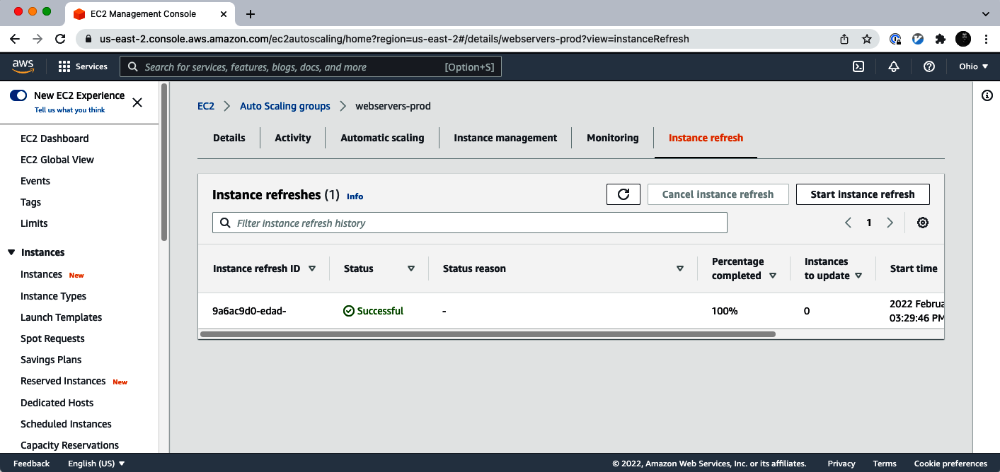 EC2 Management Console
us-east-2.console.aws.amazon.com/ec2autoscaling/home?region=us-east-2#/details/webservers-prod?view=instanceRefresh
aws
Services
Search for services, features, blogs, docs, and more
[Option+S]
Ohio
New EC2 Experience
Tell us what you think
EC2 Dashboard
EC2 Global View
Events
Tags
Limits
Instances
Instances New
Instance Types
Launch Templates
Spot Requests
Savings Plans
Reserved Instances New
Dedicated Hosts
Scheduled Instances
Capacity Reservations
EC2 > Auto Scaling groups > webservers-prod
Details
Activity
Automatic scaling
Instance management
Monitoring
Instance refresh
Instance refreshes (1) Info
Cancel instance refresh
Start instance refresh
Filter instance refresh history
1
Instance refresh ID
Status
Status reason
Percentage
completed
Instances
to update
Start time
9a6ac9d0-edad-
Successful
-
100%
0
2022 Februa
03:29:46 PM
Feedback
English (US)
© 2022, Amazon Web Services, Inc. or its affiliates.
Privacy
Terms
Cookie preferences